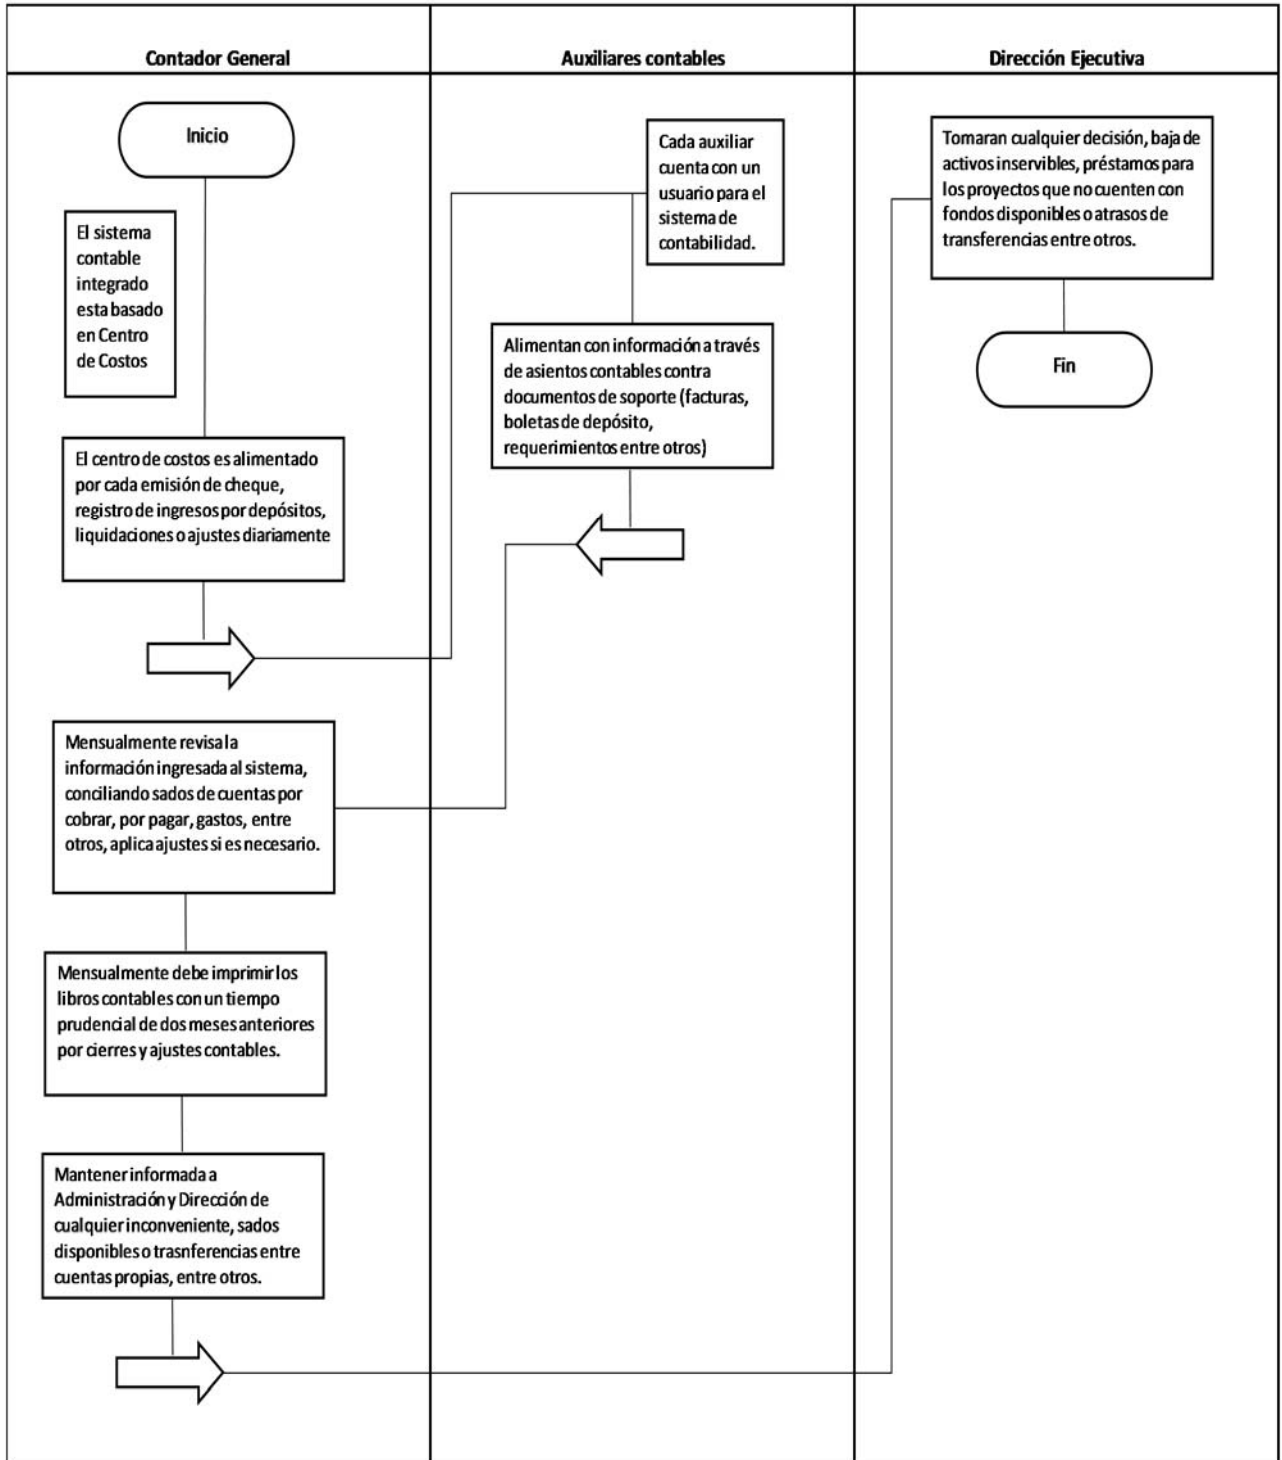 Contador General
Auxiliares contables
Dirección Ejecutiva
Inicio
El sistema
contable
integrado
esta basado
en Centro
de Costos
El centro de costos es alimentado
por cada emisión de cheque,
registro de ingresos por depósitos,
liquidaciones o ajustes diariamente
Cada auxiliar
cuenta con un
usuario para el
sistema de
contabilidad.
Alimentan con información a través
de asientos contables contra
documentos de soporte (facturas,
boletas de depósito,
requerimientos entre otros)
Mensualmente revisa la
información ingresada al sistema,
conciliando sados de cuentas por
cobrar, por pagar, gastos, entre
otros, aplica ajustes si es necesario.
Mensualmente debe imprimir los
libros contables con un tiempo
prudencial de dos meses anteriores
por cierres y ajustes contables.
Mantener informada a
Administración y Dirección de
cualquier inconveniente, sados
disponibles o trasnferencias entre
cuentas propias, entre otros.
Tomaran cualquier decisión, baja de
activos inservibles, préstamos para
los proyectos que no cuenten con
fondos disponibles o atrasos de
transferencias entre otros.
Fin